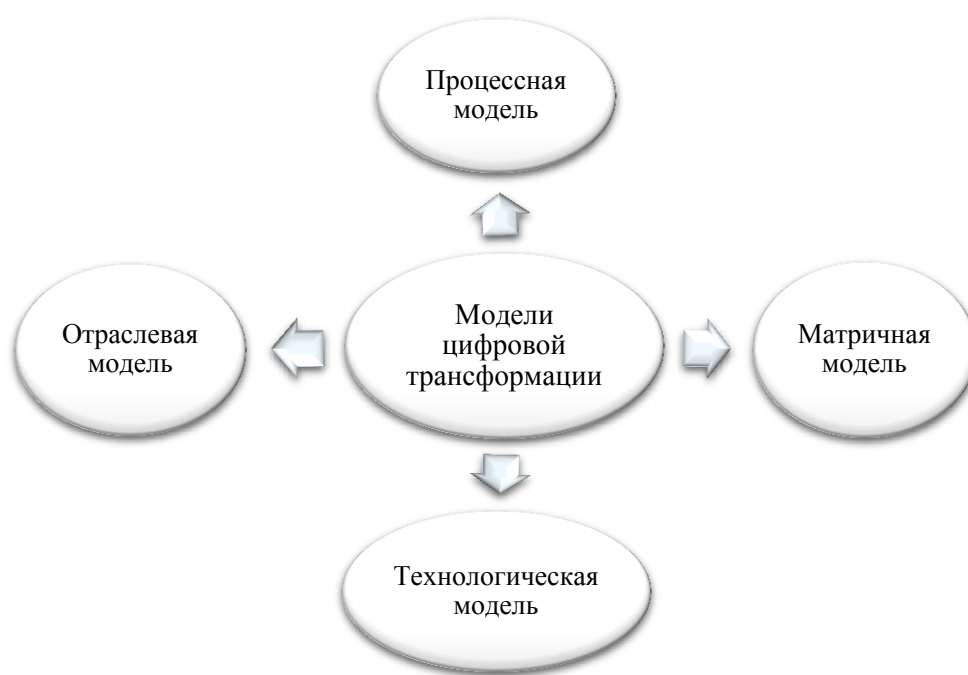 Процессная
модель
Отраслевая
модель
Модели
цифровой
трансформации
Матричная
модель
Технологическая
модель